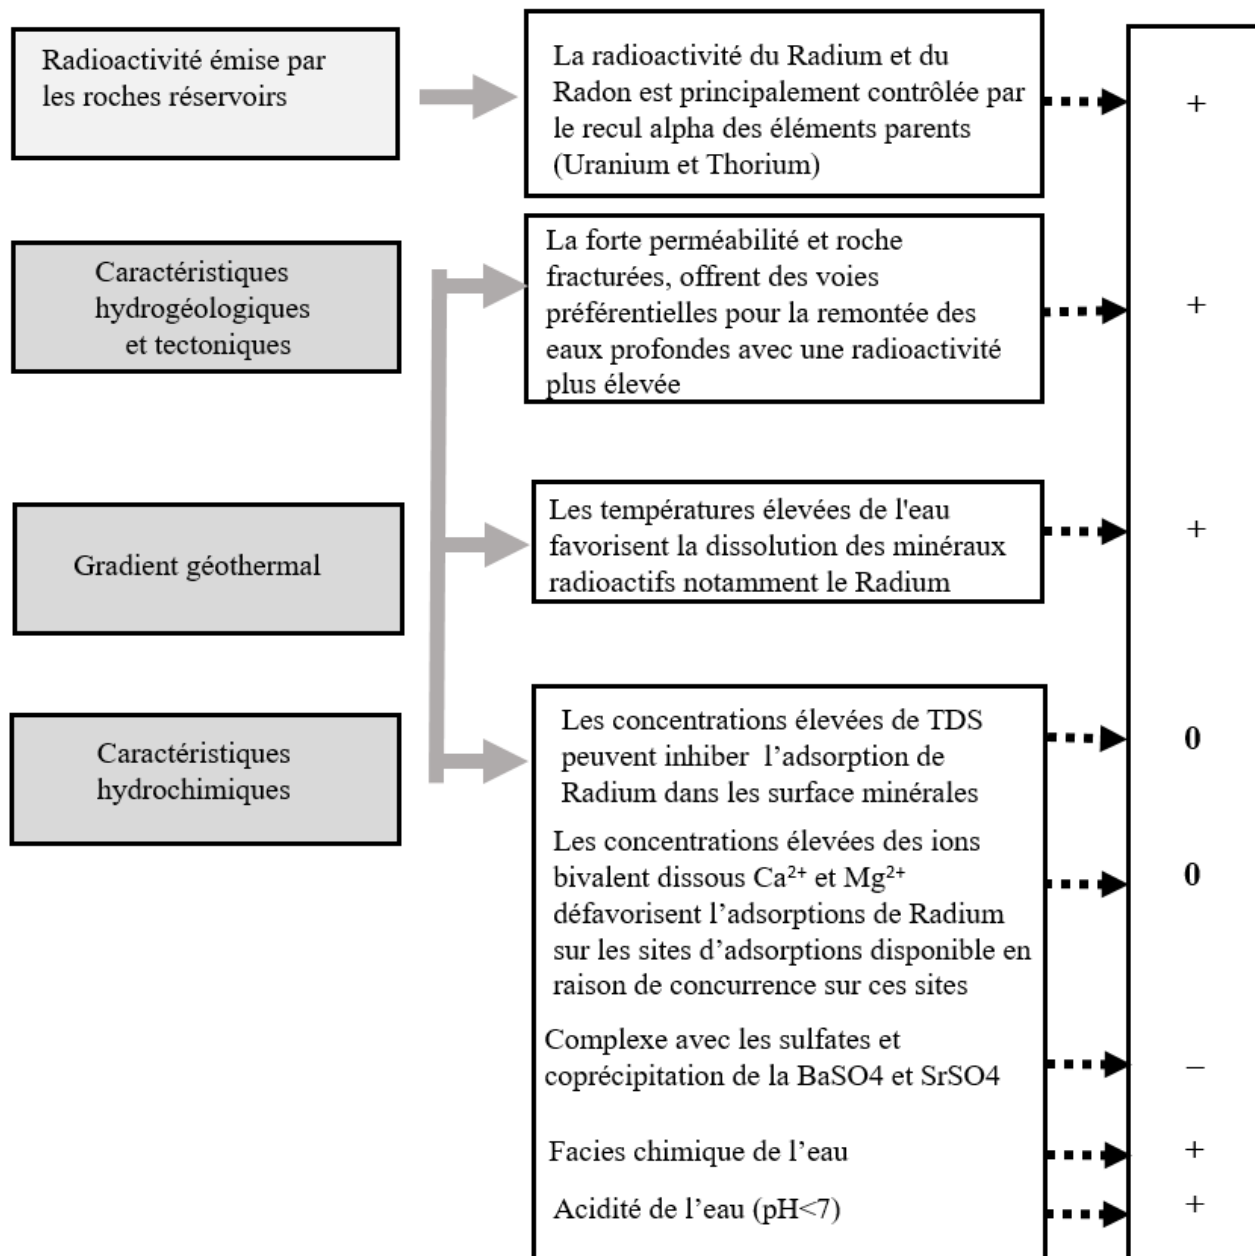 Radioactivité émise par
les roches réservoirs
La radioactivité du Radium et du
Radon est principalement contrôlée par
le recul alpha des éléments parents
(Uranium et Thorium)
+
Caractéristiques
hydrogéologiques
et tectoniques
La forte perméabilité et roche
fracturées, offrent des voies
préférentielles pour la remontée des
eaux profondes avec une radioactivité
plus élevée
+
Gradient géothermal
Les températures élevées de l'eau
favorisent la dissolution des minéraux
radioactifs notamment le Radium
+
Caractéristiques
hydrochimiques
Les concentrations élevées de TDS
peuvent inhiber l’adsorption de
Radium dans les surface minérales
0
Les concentrations élevées des ions
bivalent dissous Ca²⁺ et Mg²⁺
défavorisent l’adsorptions de Radium
sur les sites d’adsorptions disponible en
raison de concurrence sur ces sites
0
Complexe avec les sulfates et
coprécipitation de la BaSO4 et SrSO4
–
Facies chimique de l’eau
+
Acidité de l’eau (pH<7)
+